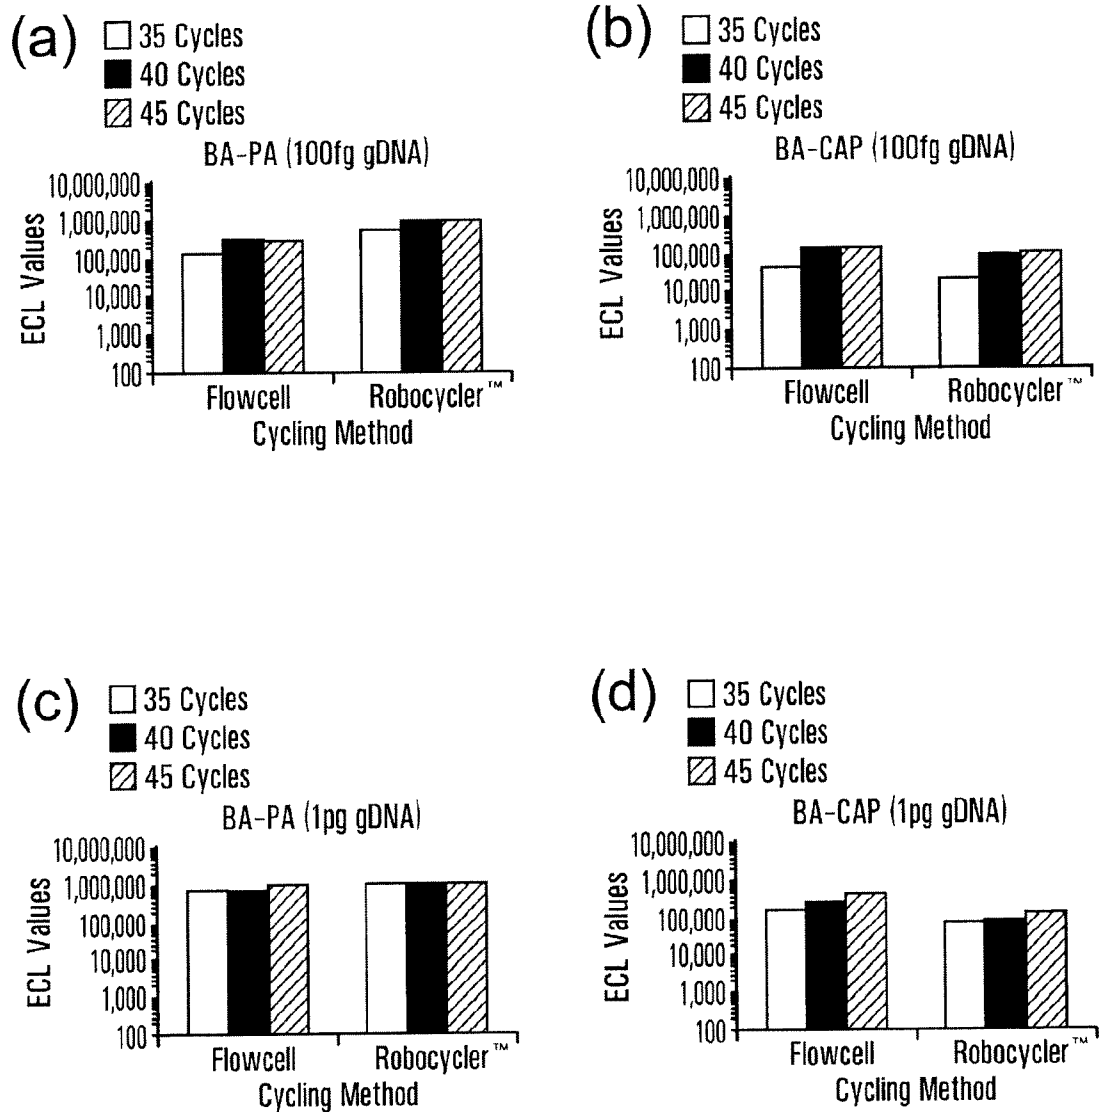 (a)
35 Cycles
40 Cycles
45 Cycles
BA-PA (100fg gDNA)
10,000,000
1,000,000
100,000
10,000
1,000
100
ECL Values
Flowcell
Robocycler™
Cycling Method
(b)
35 Cycles
40 Cycles
45 Cycles
BA-CAP (100fg gDNA)
10,000,000
1,000,000
100,000
10,000
1,000
100
ECL Values
Flowcell
Robocycler™
Cycling Method
(c)
35 Cycles
40 Cycles
45 Cycles
BA-PA (1pg gDNA)
10,000,000
1,000,000
100,000
10,000
1,000
100
ECL Values
Flowcell
Robocycler™
Cycling Method
(d)
35 Cycles
40 Cycles
45 Cycles
BA-CAP (1pg gDNA)
10,000,000
1,000,000
100,000
10,000
1,000
100
ECL Values
Flowcell
Robocycler™
Cycling Method